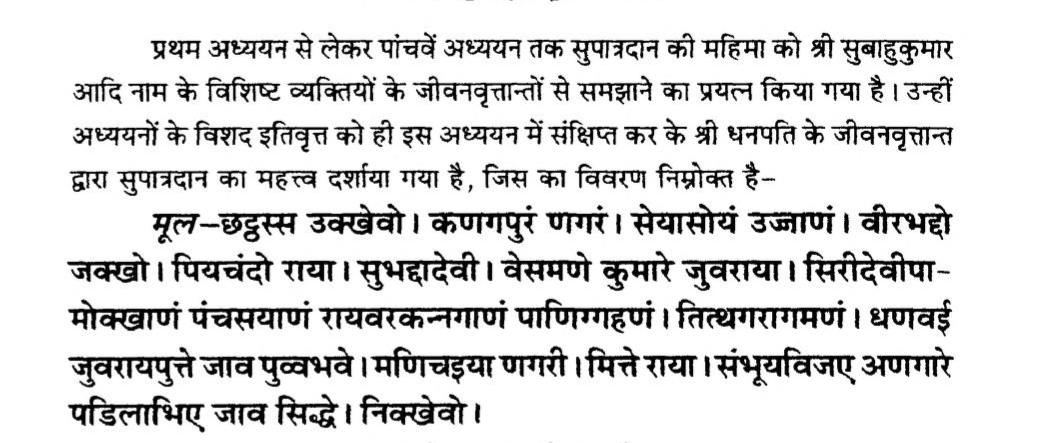 प्रथम अध्ययन से लेकर पांचवें अध्ययन तक सुपात्रदान की महिमा को श्री सुबाहुकुमार
आदि नाम के विशिष्ट व्यक्तियों के जीवनवृत्तान्तों से समझाने का प्रयत्न किया गया है। उन्हीं
अध्ययनों के विशद इतिवृत्त को ही इस अध्ययन में संक्षिप्त कर के श्री धनपति के जीवनवृत्तान्त
द्वारा सुपात्रदान का महत्त्व दर्शाया गया है, जिस का विवरण निम्नोक्त है-
मूल—छट्ठस्स उक्खेवो। कणगपुरं णगरं। सेयासोयं उज्जाणं। वीरभद्दो
जक्खो। पियचंदो राया। सुभद्दादेवी। वेसमणे कुमारे जुवराया। सिरीदेवीपा-
मोक्खाणं पंचसयाणं रायवरकन्नगाणं पाणिग्गहणं। तित्थगरागमणं। धणवई
जुवरायपुत्ते जाव पुव्वभवे। मणिचइया णगरी। मित्ते राया। संभूयविजए अणगारे
पडिलाभिए जाव सिद्धे। निक्खेवो।